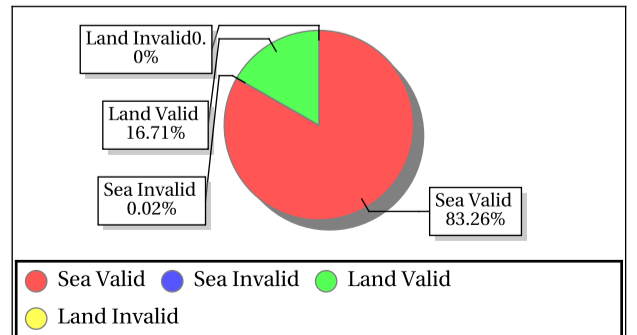 Land Invalid0.
0%
Land Valid
16.71%
Sea Invalid
0.02%
Sea Valid
83.26%
Sea Valid Sea Invalid Land Valid
Land Invalid